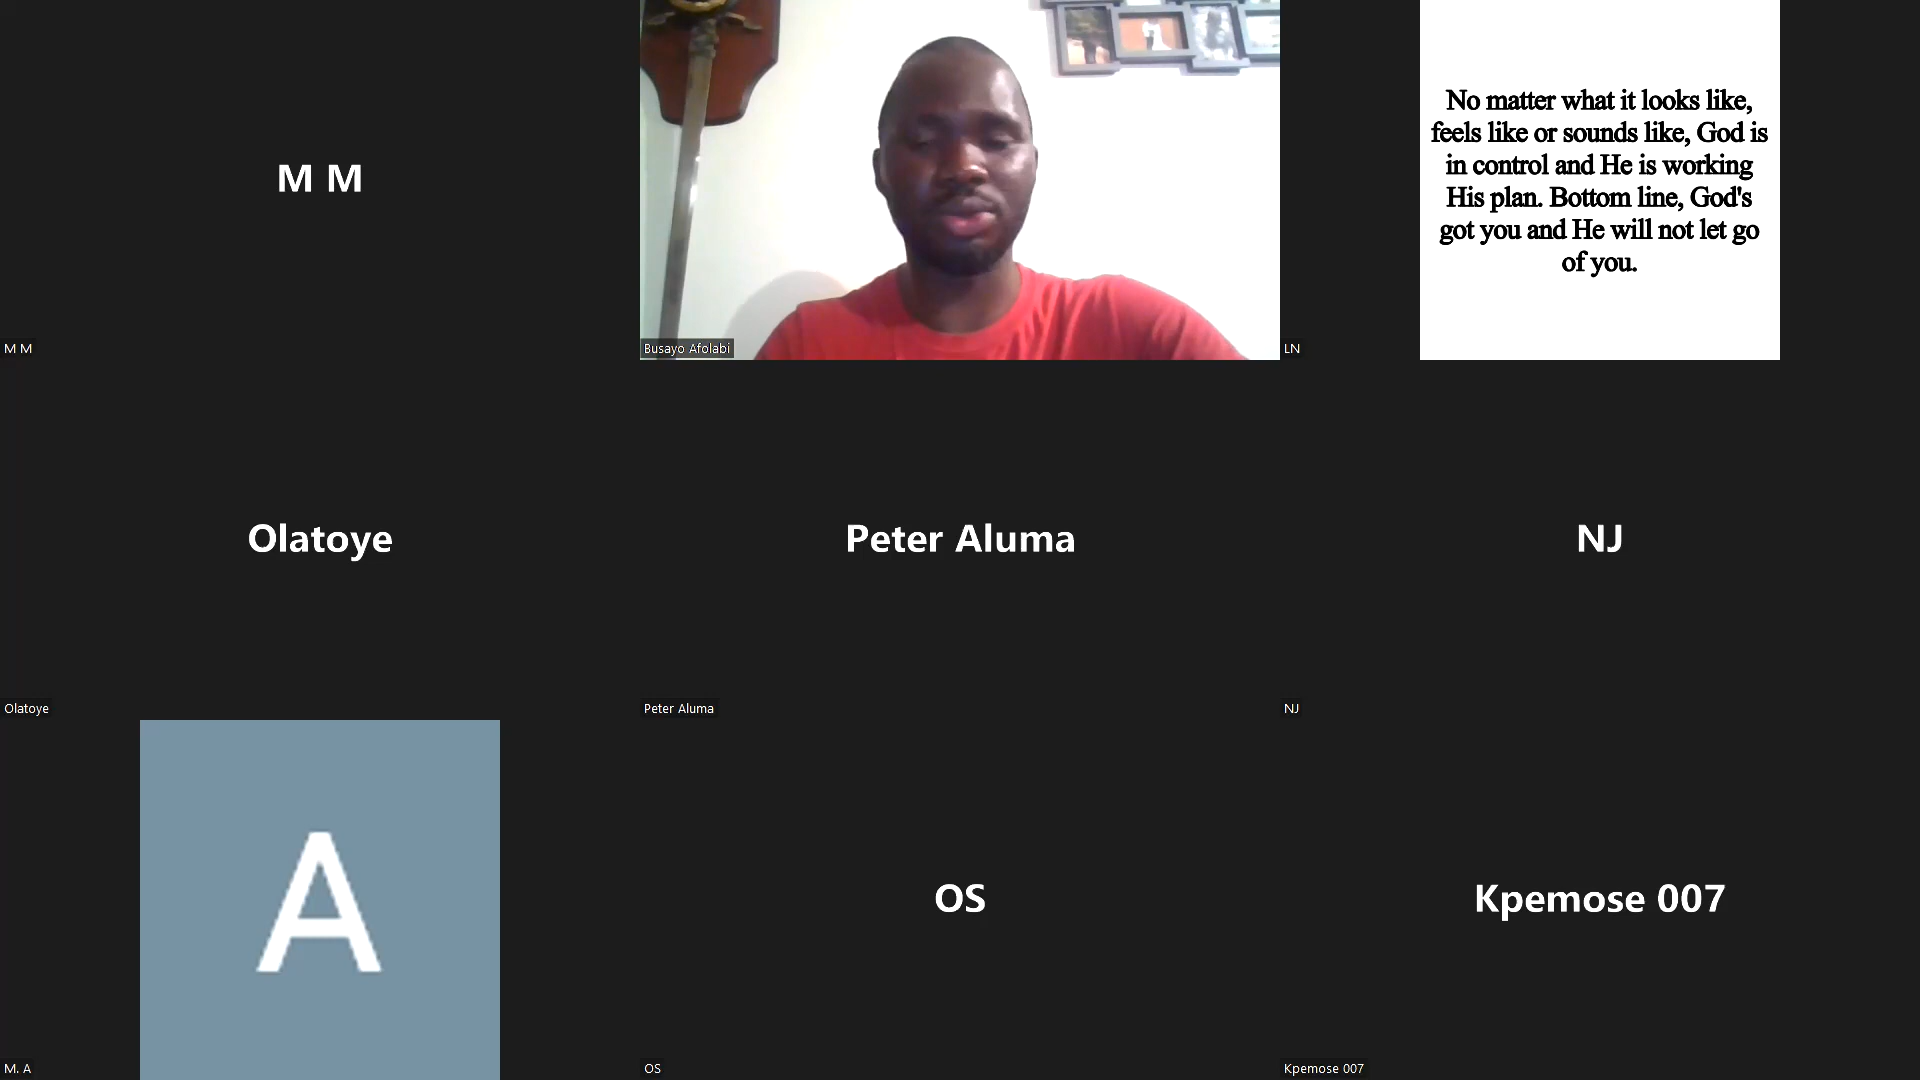 M M
M M
Busayo Afolabi
No matter what it looks like,
feels like or sounds like, God is
in control and He is working
His plan. Bottom line, God's
got you and He will not let go
of you.
LN
Olatoye
Olatoye
Peter Aluma
Peter Aluma
NJ
NJ
A
M. A
OS
OS
Kpemose 007
Kpemose 007